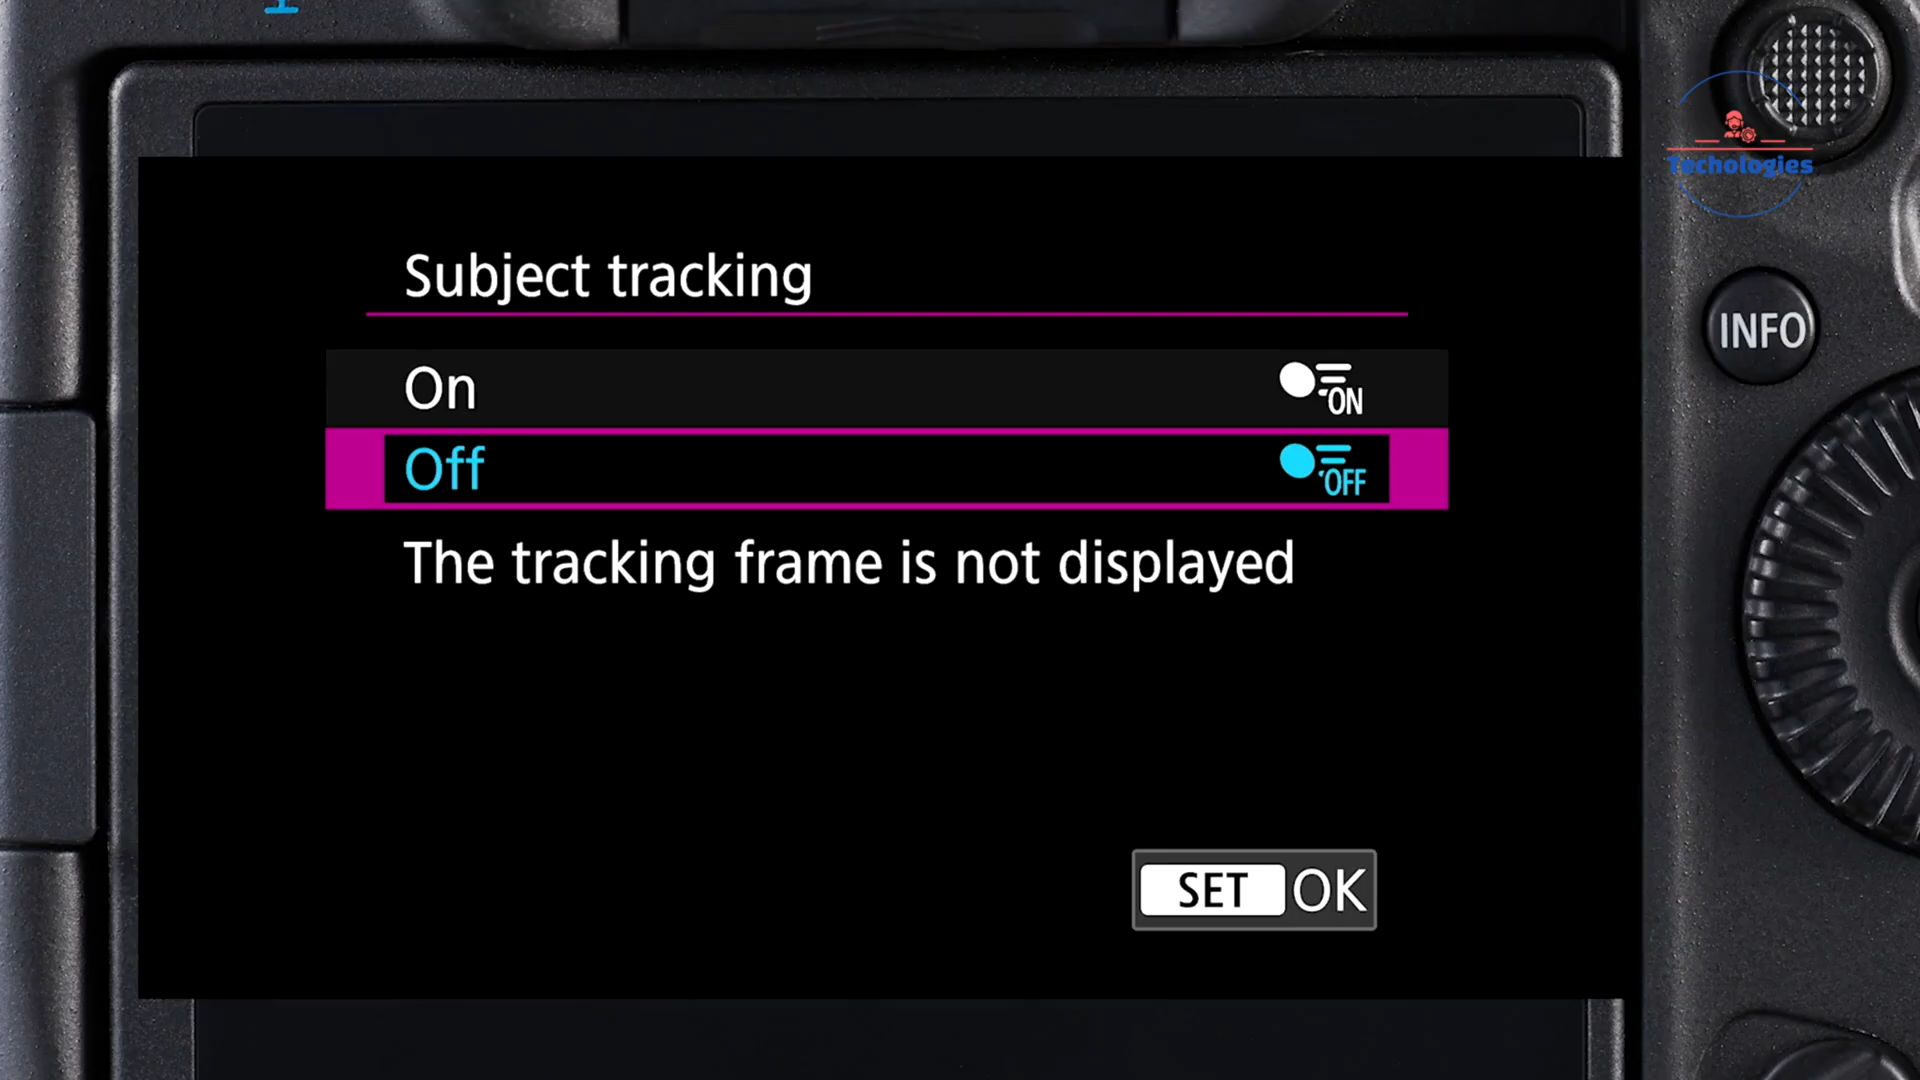 Techologies
Subject tracking
On
ON
Off
OFF
The tracking frame is not displayed
SET OK
INFO